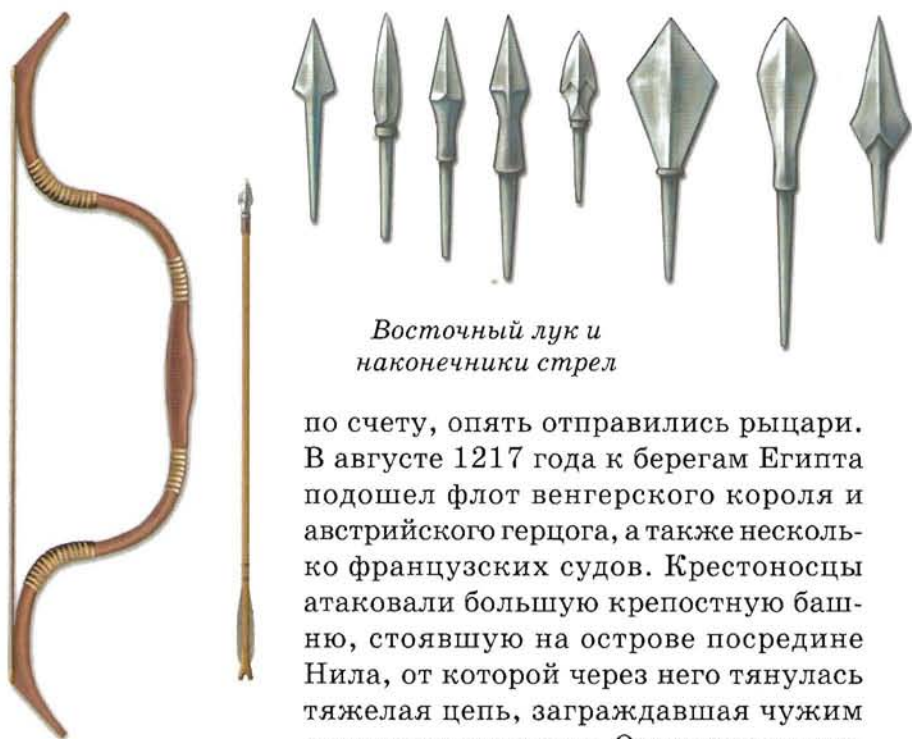 Восточный лук и
наконечники стрел
по счету, опять отправились рыцари.
В августе 1217 года к берегам Египта
подошел флот венгерского короля и
австрийского герцога, а также несколь-
ко французских судов. Крестоносцы
атаковали большую крепостную баш-
ню, стоявшую на острове посредине
Нила, от которой через него тянулась
тяжелая цепь, заграждавшая чужим